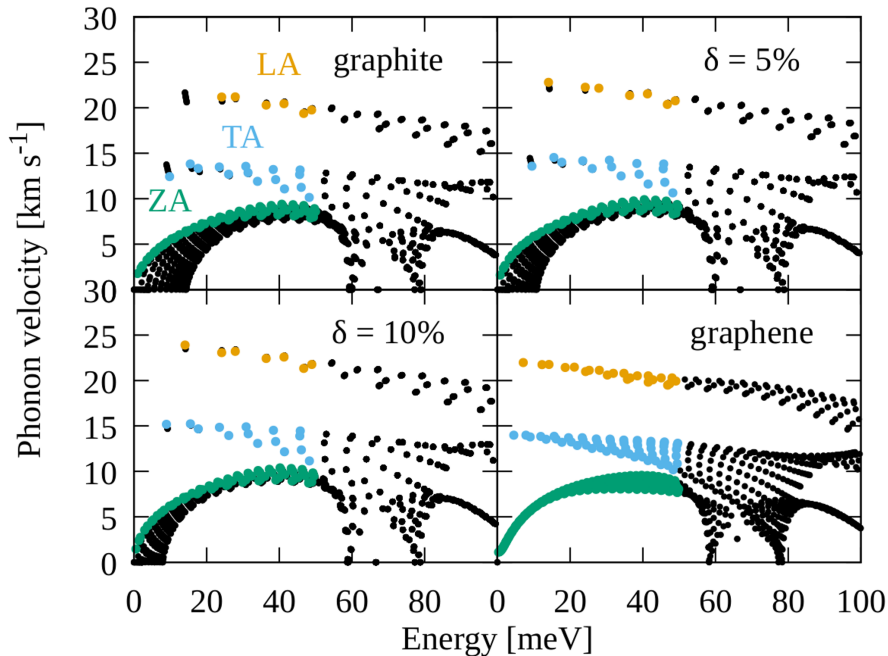 30
25
20
15
10
5
30
25
20
15
10
5
0
Phonon velocity [km s-1]
LA
graphite
TA
ZA
δ = 5%
δ = 10%
graphene
0 20 40 60 80 0 20 40 60 80 100
Energy [meV]